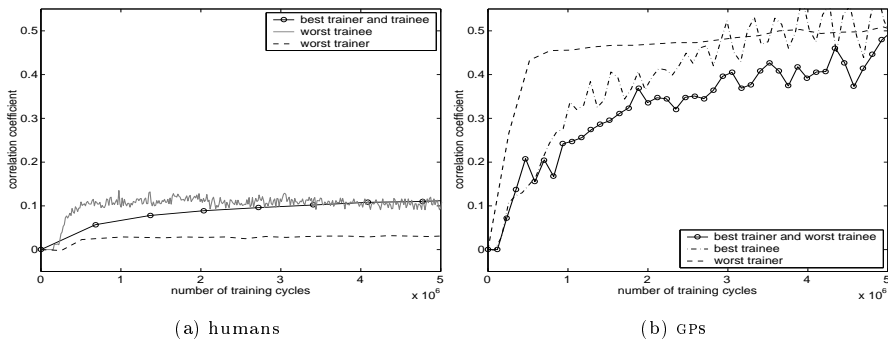 best trainer and trainee
worst trainee
worst trainer
correlation coefficient
0.5
0.4
0.3
0.2
0.1
0
0 1 2 3 4 5
number of training cycles
x 10^6
(a) humans
best trainer and worst trainee
best trainee
worst trainer
correlation coefficient
0.5
0.4
0.3
0.2
0.1
0
0 1 2 3 4 5
number of training cycles
x 10^6
(b) GPs